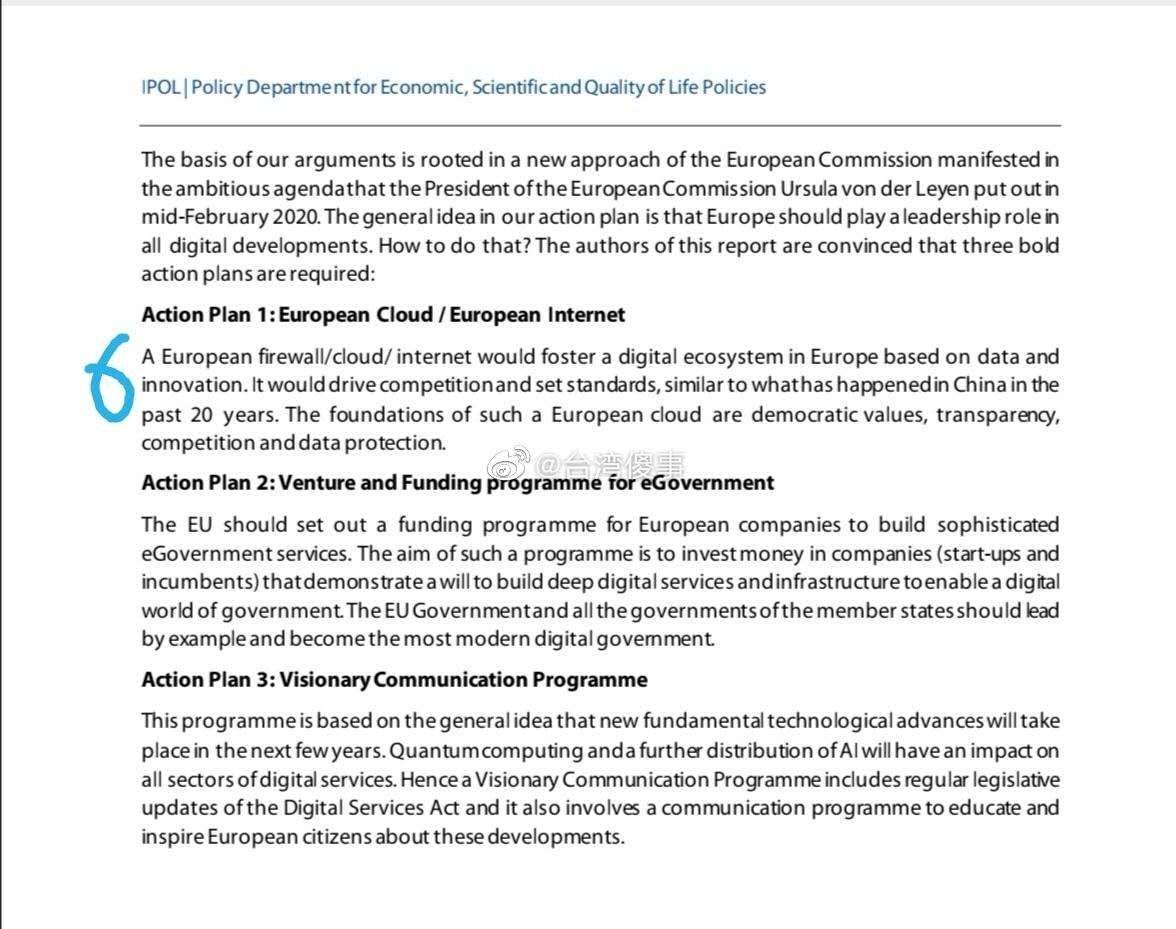 IPOL | Policy Department for Economic, Scientific and Quality of Life Policies
The basis of our arguments is rooted in a new approach of the European Commission manifested in
the ambitious agenda that the President of the European Commission Ursula von der Leyen put out in
mid-February 2020. The general idea in our action plan is that Europe should play a leadership role in
all digital developments. How to do that? The authors of this report are convinced that three bold
action plans are required:
Action Plan 1: European Cloud / European Internet
6
A European firewall/cloud/ internet would foster a digital ecosystem in Europe based on data and
innovation. It would drive competition and set standards, similar to what has happened in China in the
past 20 years. The foundations of such a European cloud are democratic values, transparency,
competition and data protection.
@台湾傻事
Action Plan 2: Venture and Funding programme for eGovernment
The EU should set out a funding programme for European companies to build sophisticated
eGovernment services. The aim of such a programme is to invest money in companies (start-ups and
incumbents) that demonstrate a will to build deep digital services and infrastructure to enable a digital
world of government. The EU Government and all the governments of the member states should lead
by example and become the most modern digital government.
Action Plan 3: Visionary Communication Programme
This programme is based on the general idea that new fundamental technological advances will take
place in the next few years. Quantum computing and a further distribution of AI will have an impact on
all sectors of digital services. Hence a Visionary Communication Programme includes regular legislative
updates of the Digital Services Act and it also involves a communication programme to educate and
inspire European citizens about these developments.